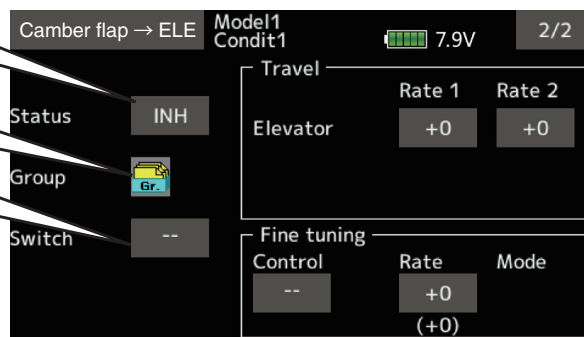 Camber flap → ELE
Model1
Condit1
7.9V
2/2
Travel
Rate 1 Rate 2
Status INH
Elevator +0 +0
Group Gr.
Switch --
Fine tuning
Control Rate Mode
-- +0
(+0)